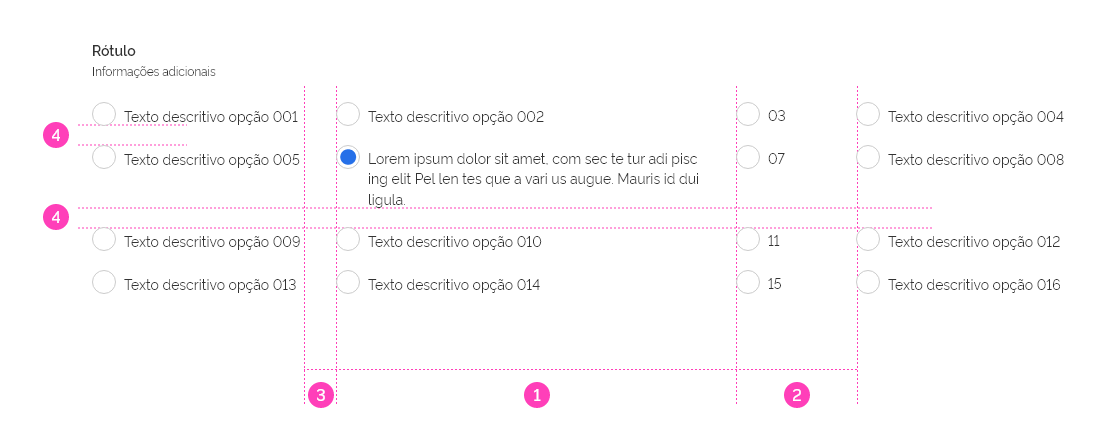 Rótulo
Informações adicionais
Texto descritivo opção 001
Texto descritivo opção 002
03
Texto descritivo opção 004
4
Texto descritivo opção 005
Lorem ipsum dolor sit amet, com sec te tur adi pisc
ing elit Pel len tes que a vari us augue. Mauris id dui
ligula.
07
Texto descritivo opção 008
4
Texto descritivo opção 009
Texto descritivo opção 010
11
Texto descritivo opção 012
Texto descritivo opção 013
Texto descritivo opção 014
15
Texto descritivo opção 016
3
1
2